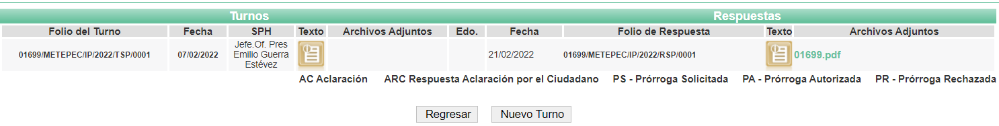 Turnos Respuestas
Folio del Turno Fecha SPH Texto Archivos Adjuntos Edo. Fecha Folio de Respuesta Texto Archivos Adjuntos
01699/METEPEC/IP/2022/TSP/0001 07/02/2022 Jefe.Of. Pres
Emilio Guerra
Estévez
21/02/2022 01699/METEPEC/IP/2022/RSP/0001 01699.pdf
AC Aclaración ARC Respuesta Aclaración por el Ciudadano PS - Prórroga Solicitada PA - Prórroga Autorizada PR - Prórroga Rechazada
Regresar Nuevo Turno